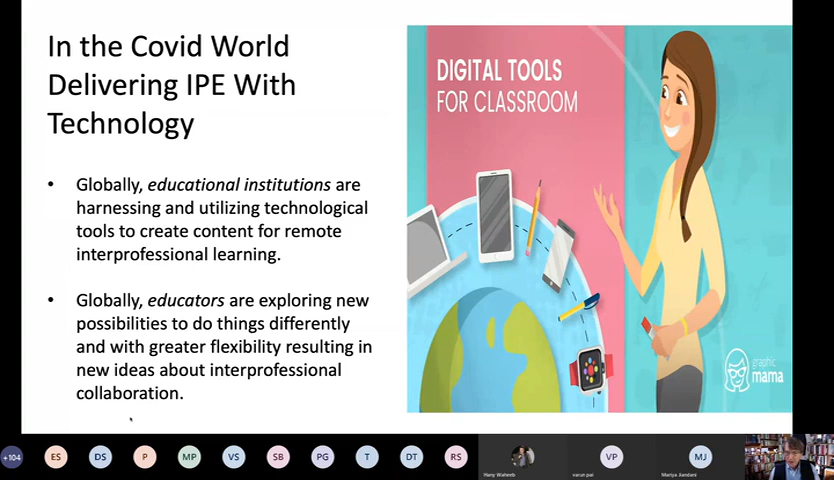 In the Covid World
Delivering IPE With
Technology
• Globally, educational institutions are
harnessing and utilizing technological
tools to create content for remote
interprofessional learning.
• Globally, educators are exploring new
possibilities to do things differently
and with greater flexibility resulting in
new ideas about interprofessional
collaboration.
DIGITAL TOOLS
FOR CLASSROOM
graphic
mama
+104
ES
DS
P
MP
VS
SB
PG
T
DT
RS
Hany Waheeb
VP
varun pai
MJ
Mariya Jiandani